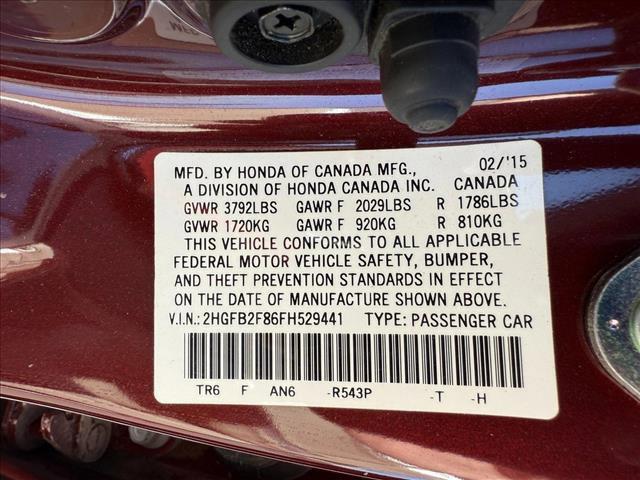 MFD. BY HONDA OF CANADA MFG., 02/'15
A DIVISION OF HONDA CANADA INC. CANADA
GVWR 3792LBS GAWR F 2029LBS R 1786LBS
GVWR 1720KG GAWR F 920KG R 810KG
THIS VEHICLE CONFORMS TO ALL APPLICABLE
FEDERAL MOTOR VEHICLE SAFETY, BUMPER,
AND THEFT PREVENTION STANDARDS IN EFFECT
ON THE DATE OF MANUFACTURE SHOWN ABOVE.
V.I.N.: 2HGFB2F86FH529441 TYPE: PASSENGER CAR
TR6 F AN6 -R543P -T -H